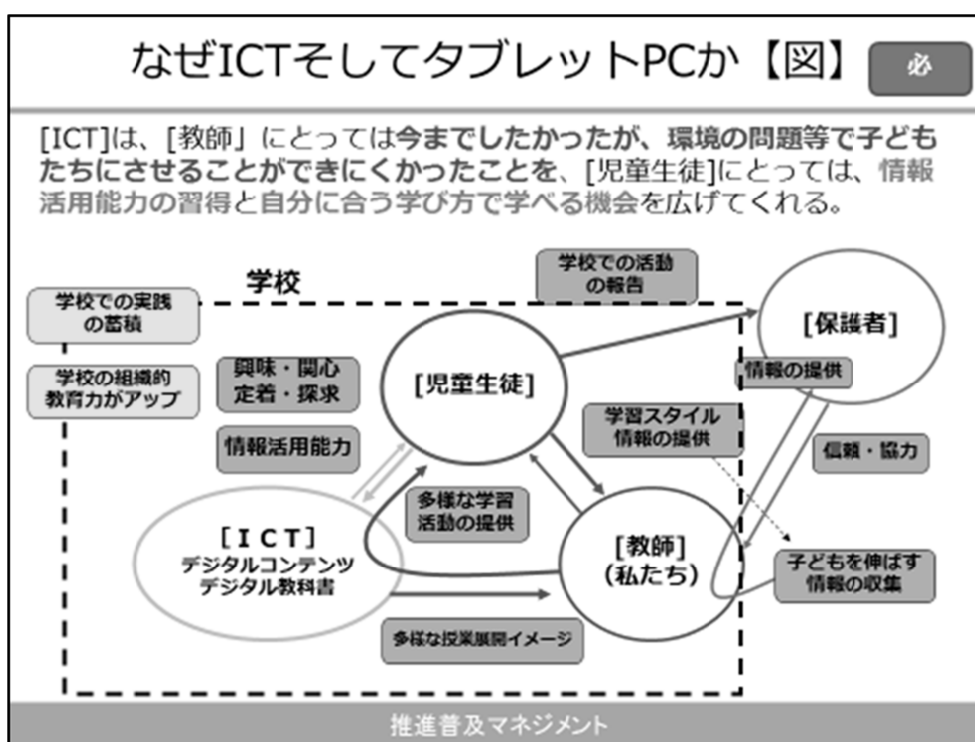 なぜICTそしてタブレットPCか【図】
必
[ICT]は、[教師」にとっては今までしたかったが、環境の問題等で子ども
たちにさせることができにくかったことを、[児童生徒]にとっては、情報
活用能力の習得と自分に合う学び方で学べる機会を広げてくれる。
学校での活動
の報告
学校
学校での実践
の蓄積
[保護者]
興味・関心
定着・探求
[児童生徒]
情報の提供
学校の組織的
教育力がアップ
学習スタイル
情報の提供
情報活用能力
信頼・協力
多様な学習
活動の提供
[ＩＣＴ]
デジタルコンテンツ
デジタル教科書
[教師]
(私たち)
子どもを伸ばす
情報の収集
多様な授業展開イメージ
推進普及マネジメント